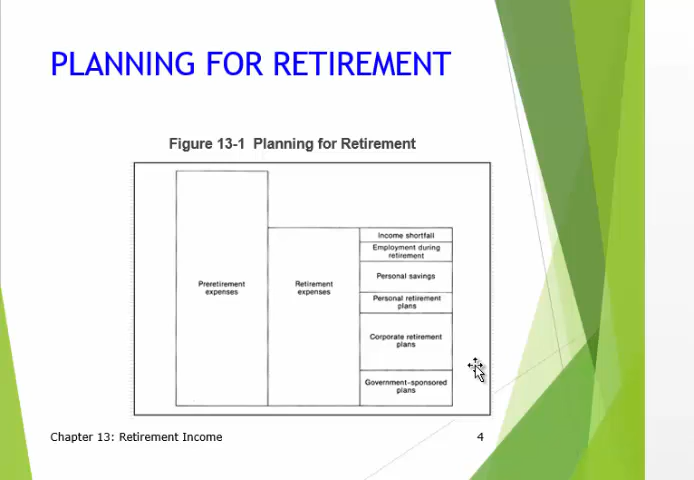 PLANNING FOR RETIREMENT
Figure 13-1 Planning for Retirement
Preretirement
expenses
Retirement
expenses
Income shortfall
Employment during
retirement
Personal savings
Personal retirement
plans
Corporate retirement
plans
Government-sponsored
plans
Chapter 13: Retirement Income
4